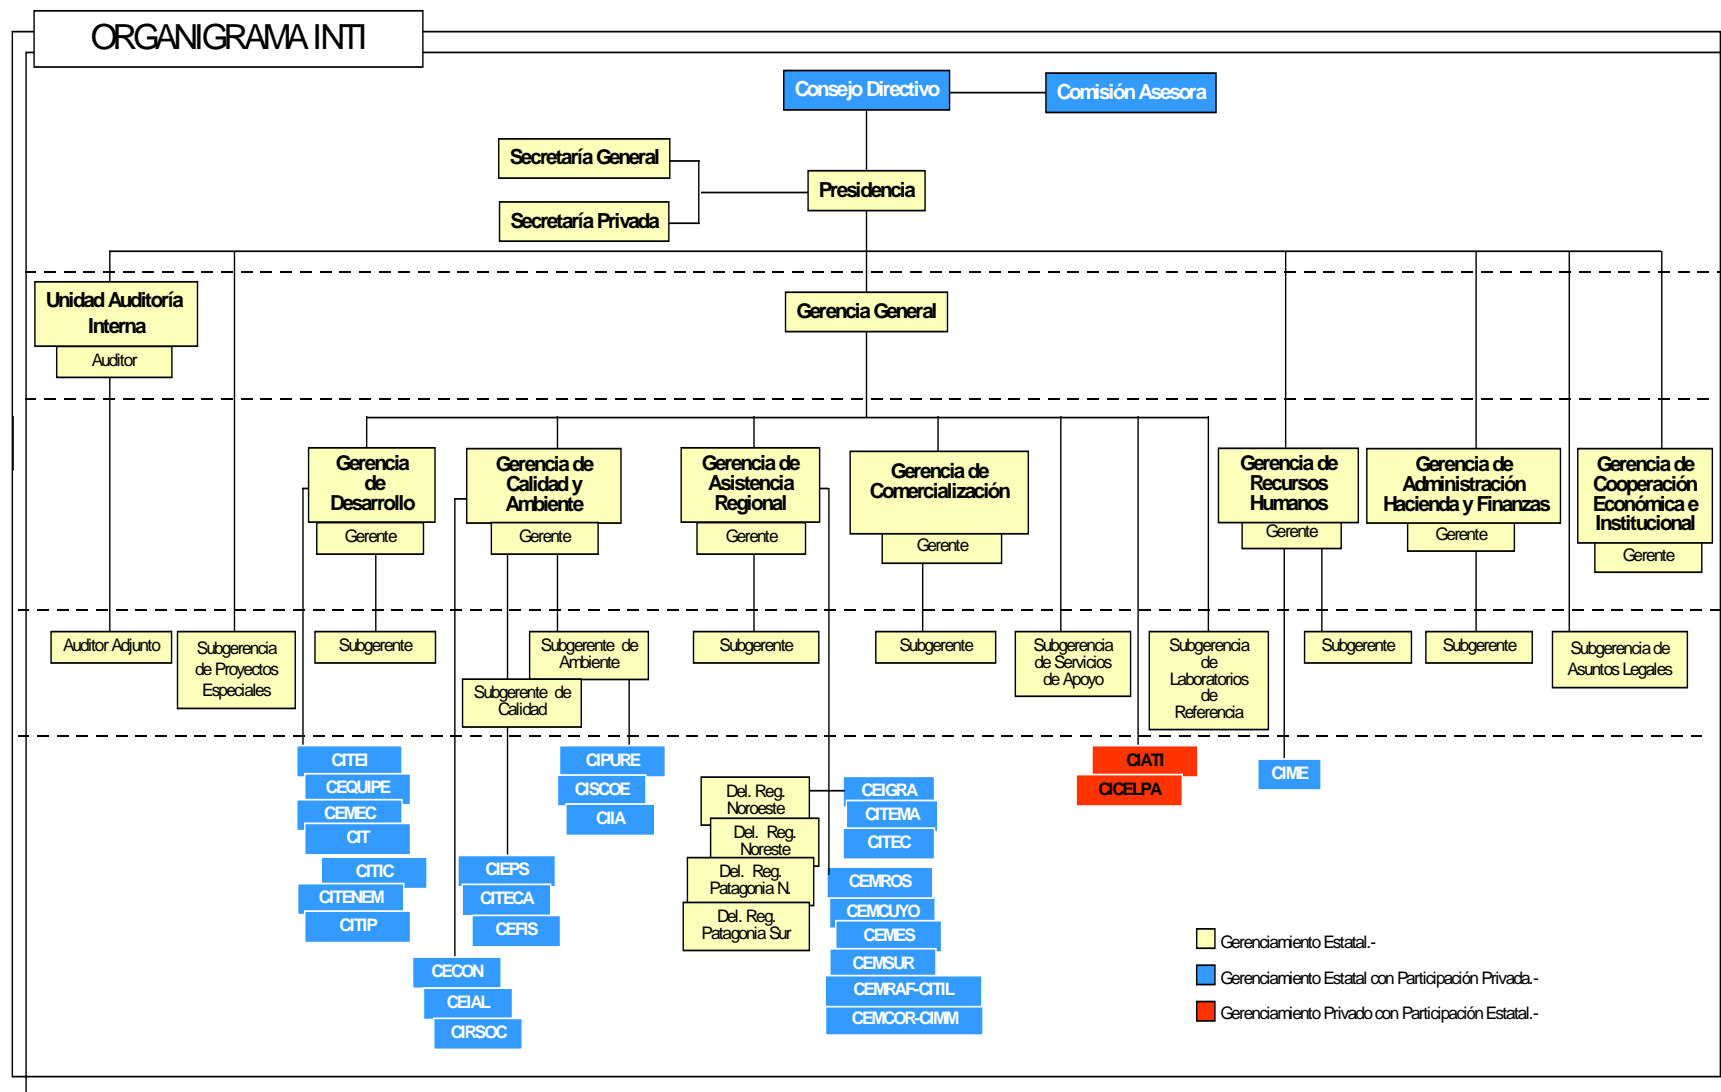 ORGANIGRAMA INTI
Consejo Directivo
Comisión Asesora
Secretaría General
Presidencia
Secretaría Privada
Unidad Auditoría
Interna
Auditor
Gerencia General
Gerencia
de
Desarrollo
Gerente
Gerencia de
Calidad y
Ambiente
Gerente
Gerencia de
Asistencia
Regional
Gerente
Gerencia de
Comercialización
Gerente
Gerencia de
Recursos
Humanos
Gerente
Gerencia de
Administración
Hacienda y Finanzas
Gerente
Gerencia de
Cooperación
Económica e
Institucional
Gerente
Auditor Adjunto
Subgerencia
de Proyectos
Especiales
Subgerente
Subgerente de
Ambiente
Subgerente de
Calidad
Subgerente
Subgerente
Subgerencia
de Servicios
de Apoyo
Subgerencia
de
Laboratorios
de
Referencia
Subgerente
Subgerente
Subgerencia de
Asuntos Legales
CITEI
CEQUIPE
CEMEC
CIT
CITIC
CITENEM
CITIP
CIPURE
CISCOE
CIIA
CIEPS
CITECA
CEFIS
CECON
CEIAL
CIRSOC
Del. Reg.
Noroeste
Del. Reg.
Noreste
Del. Reg.
Patagonia N.
Del. Reg.
Patagonia Sur
CEIGRA
CITEMA
CITEC
CEMROS
CEMCUYO
CEMES
CEMSUR
CEMRAF-CITIL
CEMCOR-CIMM
CIATI
CICELPA
CIME
Gerenciamiento Estatal.-
Gerenciamiento Estatal con Participación Privada.-
Gerenciamiento Privado con Participación Estatal.-